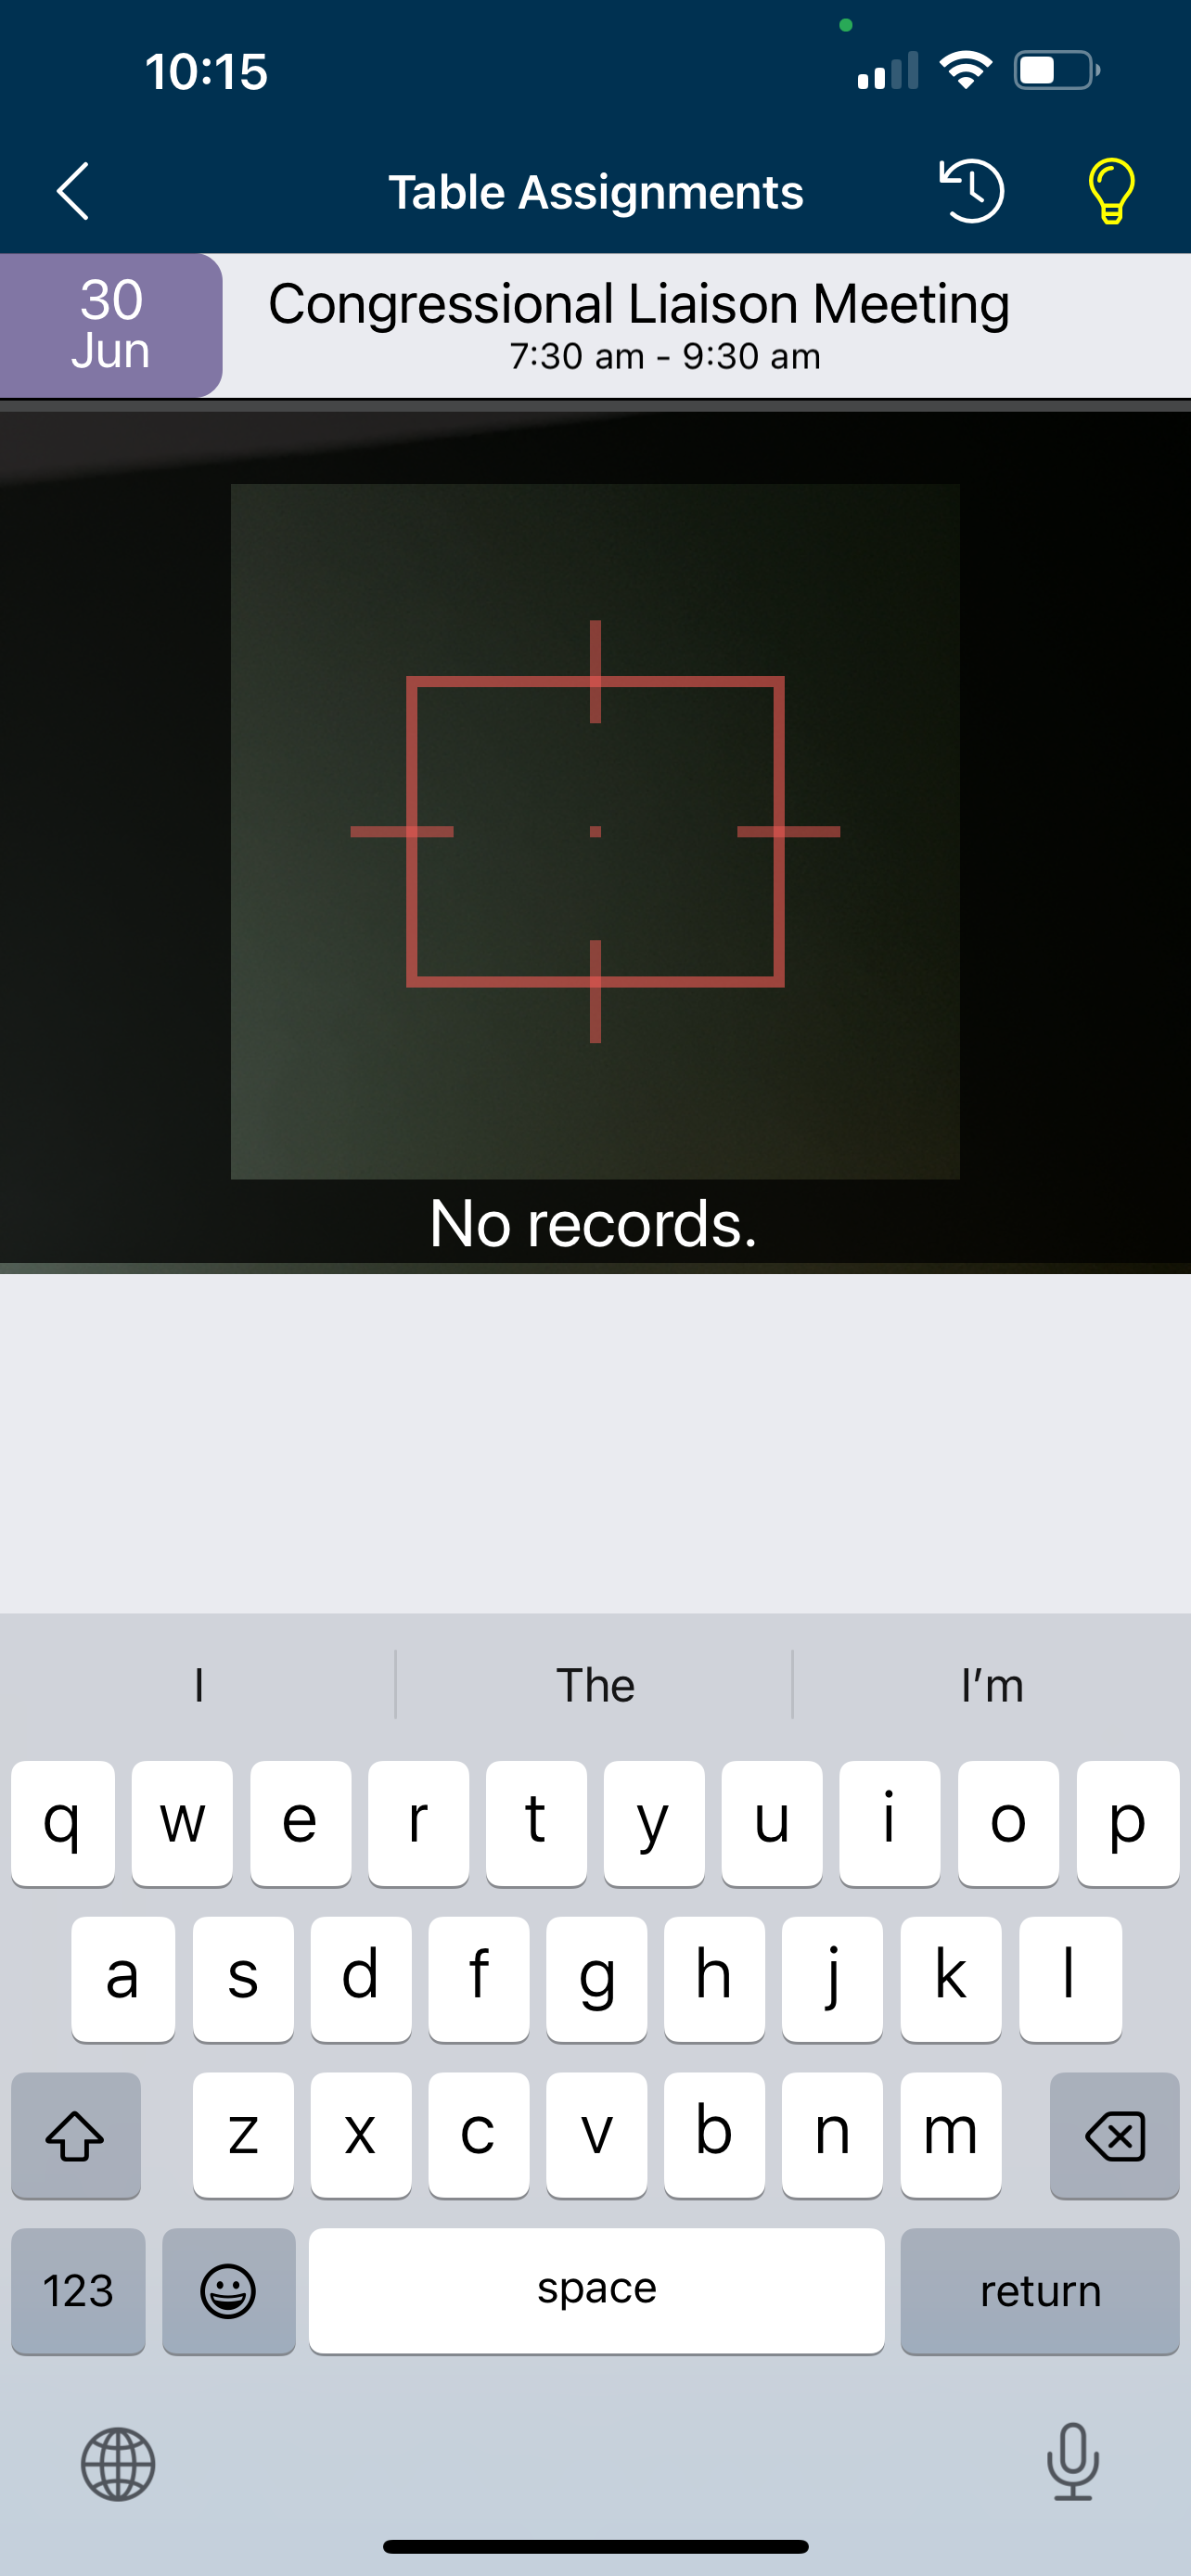 10:15
Table Assignments
30
Jun
Congressional Liaison Meeting
7:30 am - 9:30 am
No records.
I The I’m
q w e r t y u i o p
a s d f g h j k l
z x c v b n m
123 space return